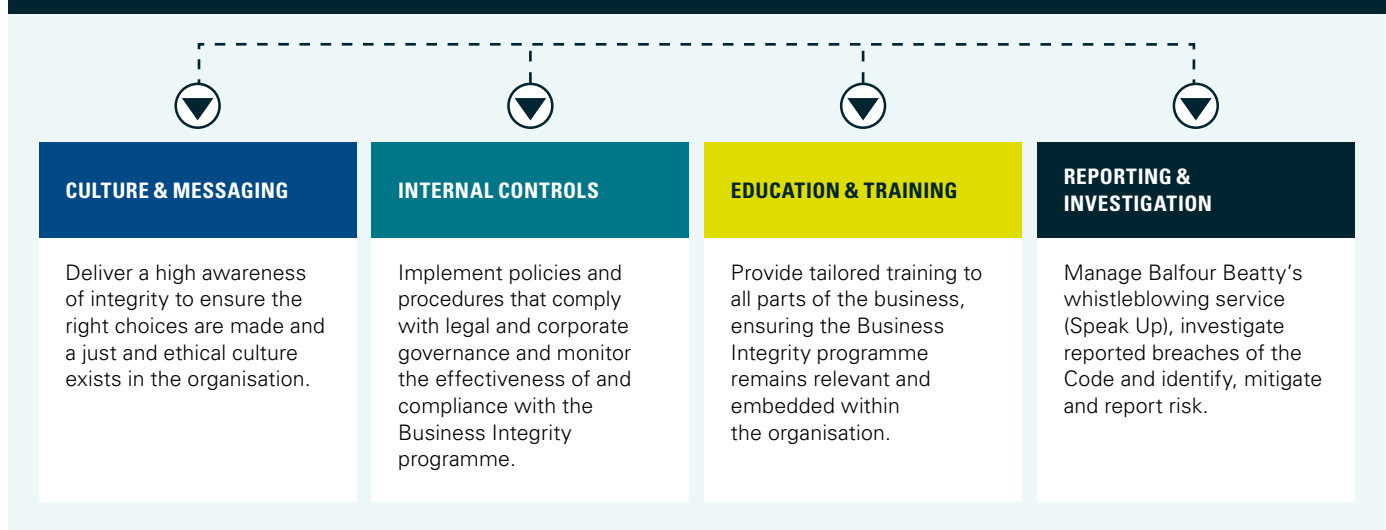 CULTURE & MESSAGING
Deliver a high awareness
of integrity to ensure the
right choices are made and
a just and ethical culture
exists in the organisation.
INTERNAL CONTROLS
Implement policies and
procedures that comply
with legal and corporate
governance and monitor
the effectiveness of and
compliance with the
Business Integrity
programme.
EDUCATION & TRAINING
Provide tailored training to
all parts of the business,
ensuring the Business
Integrity programme
remains relevant and
embedded within
the organisation.
REPORTING &
INVESTIGATION
Manage Balfour Beatty’s
whistleblowing service
(Speak Up), investigate
reported breaches of the
Code and identify, mitigate
and report risk.